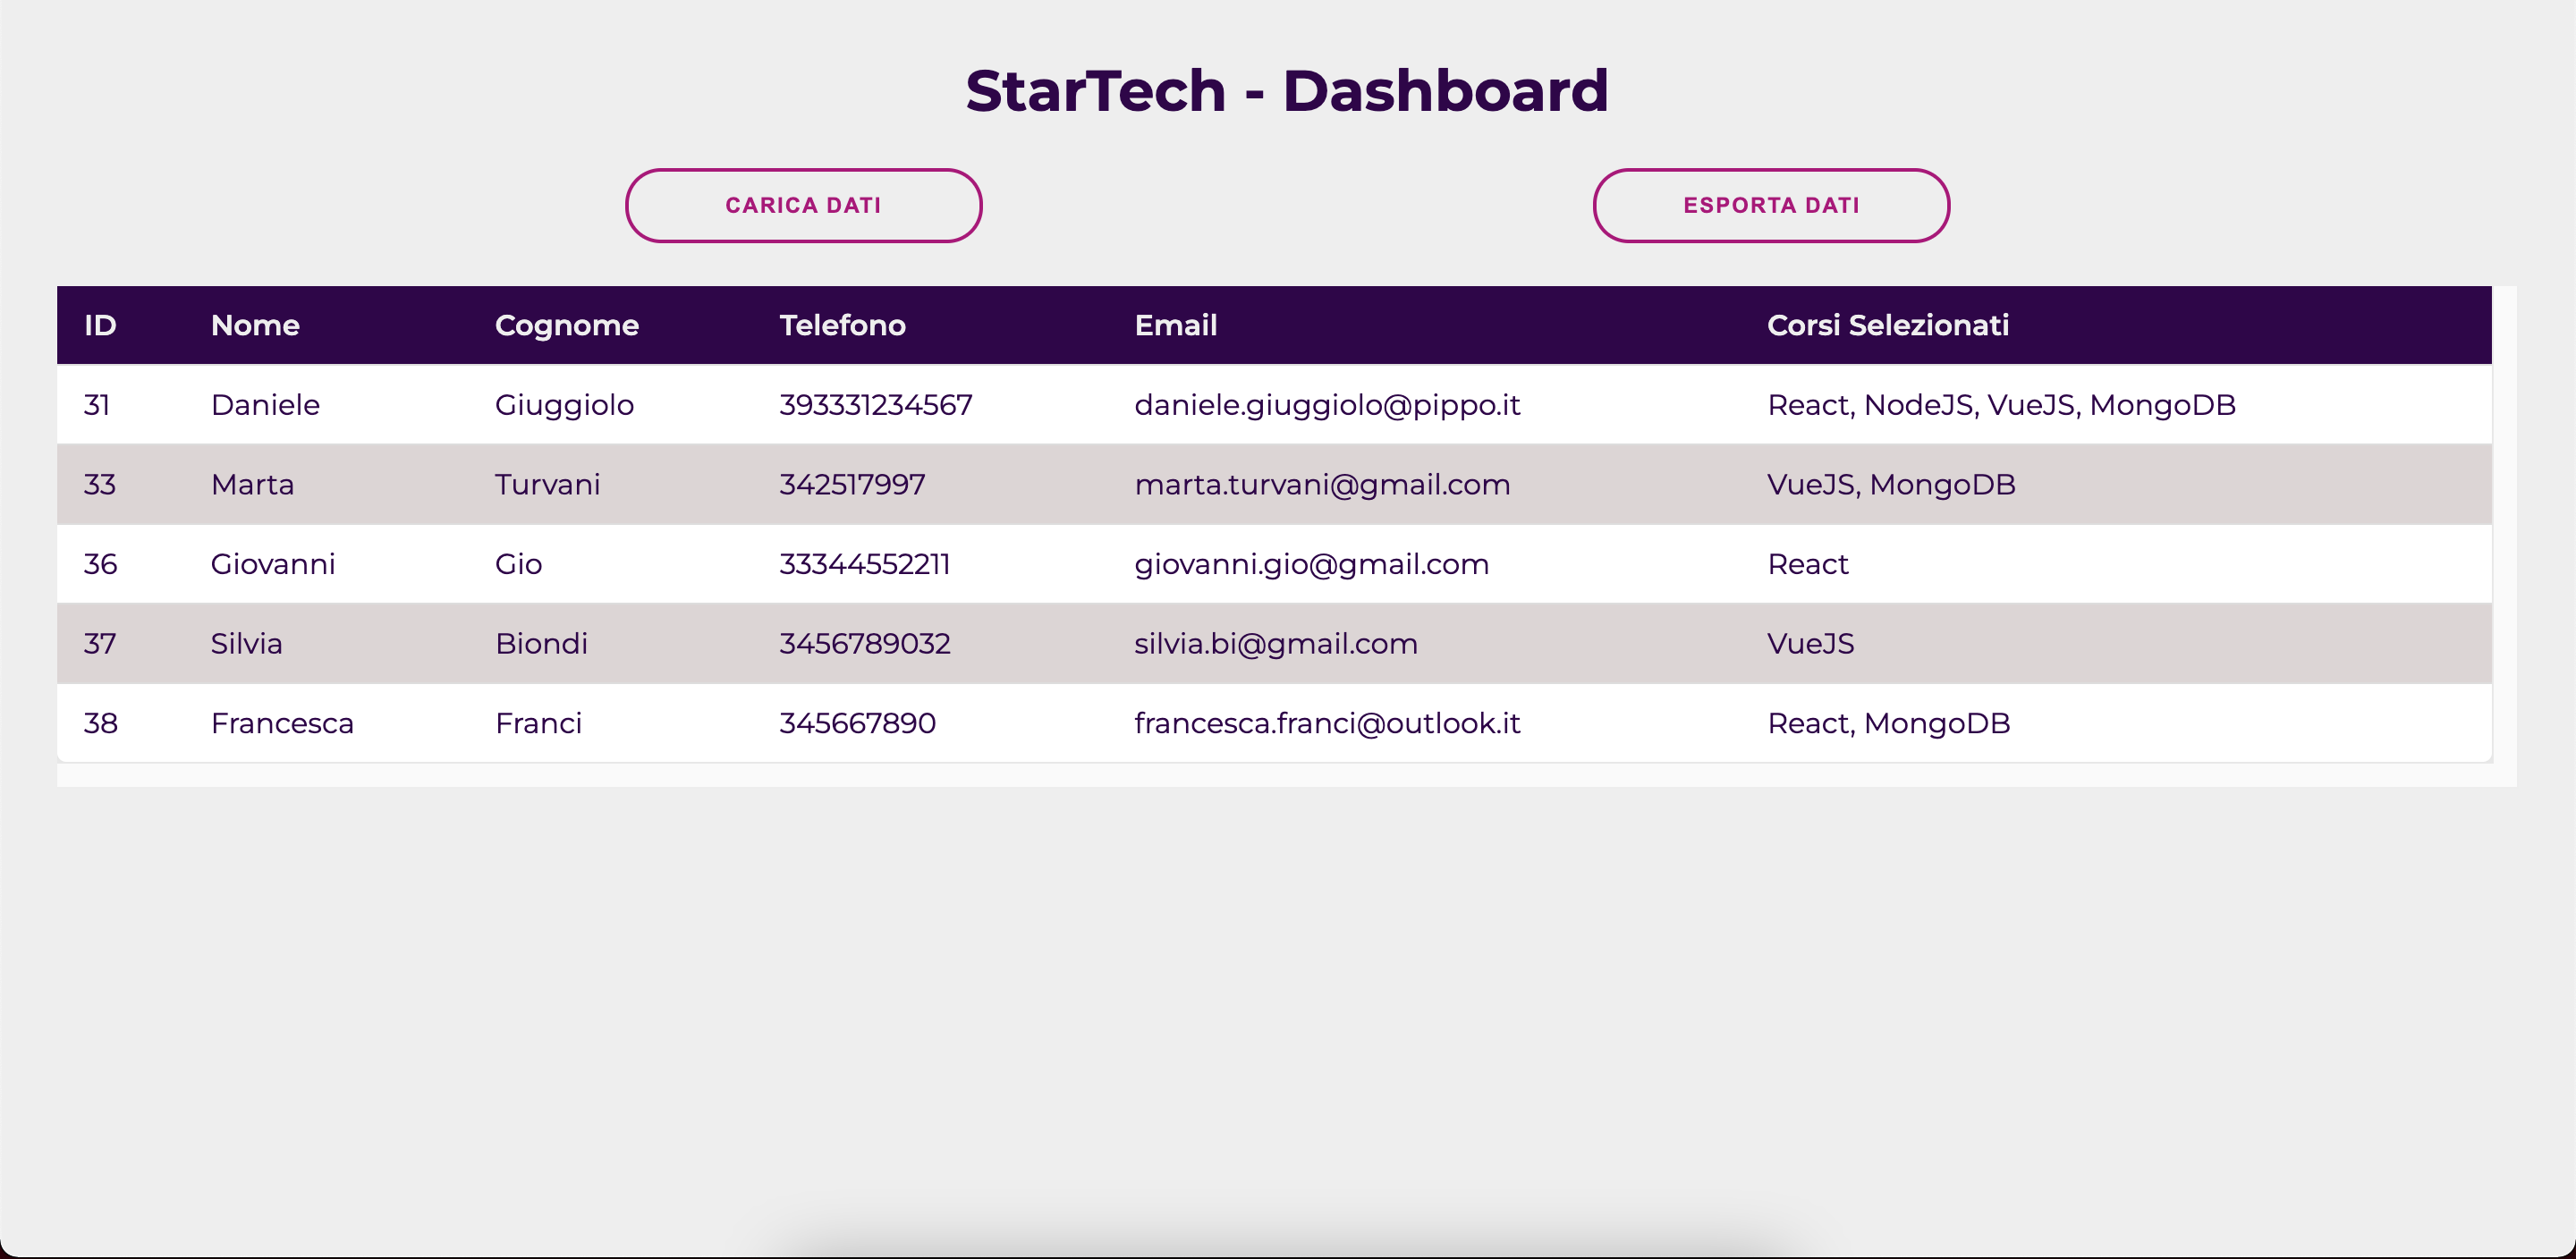 StarTech - Dashboard
CARICA DATI ESPORTA DATI
ID Nome Cognome Telefono Email Corsi Selezionati
31 Daniele Giuggiolo 393331234567 daniele.giuggiolo@pippo.it React, NodeJS, VueJS, MongoDB
33 Marta Turvani 342517997 marta.turvani@gmail.com VueJS, MongoDB
36 Giovanni Gio 33344552211 giovanni.gio@gmail.com React
37 Silvia Biondi 3456789032 silvia.bi@gmail.com VueJS
38 Francesca Franci 345667890 francesca.franci@outlook.it React, MongoDB